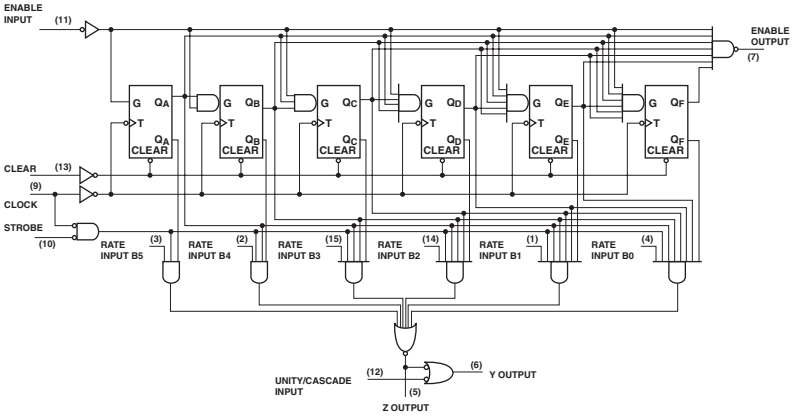 ENABLE
INPUT
(11)
ENABLE
OUTPUT
(7)
G QA
T
QA
CLEAR
G QB
T
QB
CLEAR
G QC
T
QC
CLEAR
G QD
T
QD
CLEAR
G QE
T
QE
CLEAR
G QF
T
QF
CLEAR
CLEAR (13)
(9)
CLOCK
STROBE
(10)
RATE
INPUT B5
(3)
RATE
INPUT B4
(2)
RATE
INPUT B3
(15)
RATE
INPUT B2
(14)
RATE
INPUT B1
(1)
RATE
INPUT B0
(4)
UNITY/CASCADE
INPUT
(12)
(6)
Y OUTPUT
(5)
Z OUTPUT